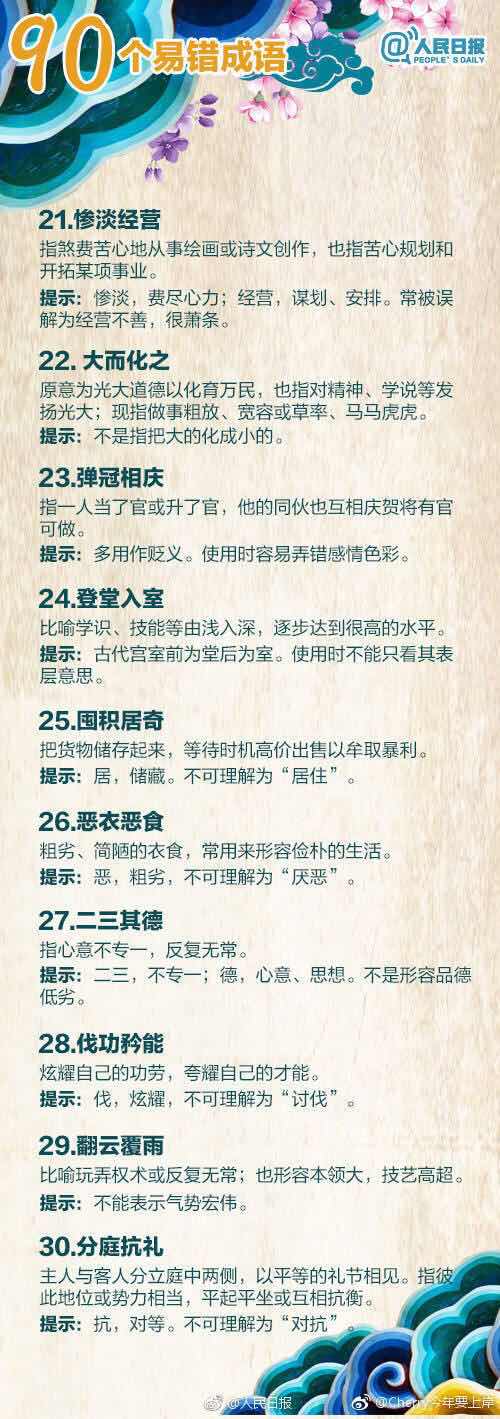 90个易错成语
@人民日报
PEOPLE'S DAILY
21.惨淡经营
指煞费苦心地从事绘画或诗文创作，也指苦心规划和
开拓某项事业。
提示：惨淡，费尽心力；经营，谋划、安排。常被误
解为经营不善，很萧条。
22. 大而化之
原意为光大道德以化育万民，也指对精神、学说等发
扬光大；现指做事粗放、宽容或草率、马马虎虎。
提示：不是指把大的化成小的。
23.弹冠相庆
指一人当了官或升了官，他的同伙也互相庆贺将有官
可做。
提示：多用作贬义。使用时容易弄错感情色彩。
24.登堂入室
比喻学识、技能等由浅入深，逐步达到很高的水平。
提示：古代宫室前为堂后为室。使用时不能只看其表
层意思。
25.囤积居奇
把货物储存起来，等待时机高价出售以牟取暴利。
提示：居，储藏。不可理解为“居住”。
26.恶衣恶食
粗劣、简陋的衣食，常用来形容俭朴的生活。
提示：恶，粗劣，不可理解为“厌恶”。
27.二三其德
指心意不专一，反复无常。
提示：二三，不专一；德，心意、思想。不是形容品德
低劣。
28.伐功矜能
炫耀自己的功劳，夸耀自己的才能。
提示：伐，炫耀，不可理解为“讨伐”。
29.翻云覆雨
比喻玩弄权术或反复无常；也形容本领大，技艺高超。
提示：不能表示气势宏伟。
30.分庭抗礼
主人与客人分立庭中两侧，以平等的礼节相见。指彼
此地位或势力相当，平起平坐或互相抗衡。
提示：抗，对等。不可理解为“对抗”。
@人民日报
@Cherry今年要上岸